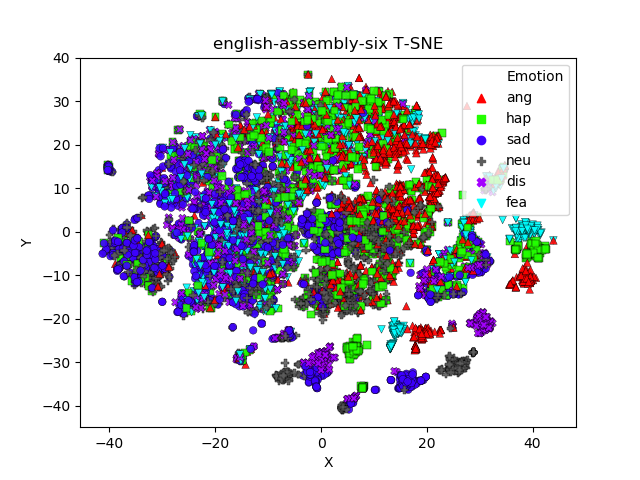 english-assembly-six T-SNE
Emotion
ang
hap
sad
neu
dis
fea
40
30
20
10
0
−10
−20
−30
−40
Y
−40
−20
0
20
40
X